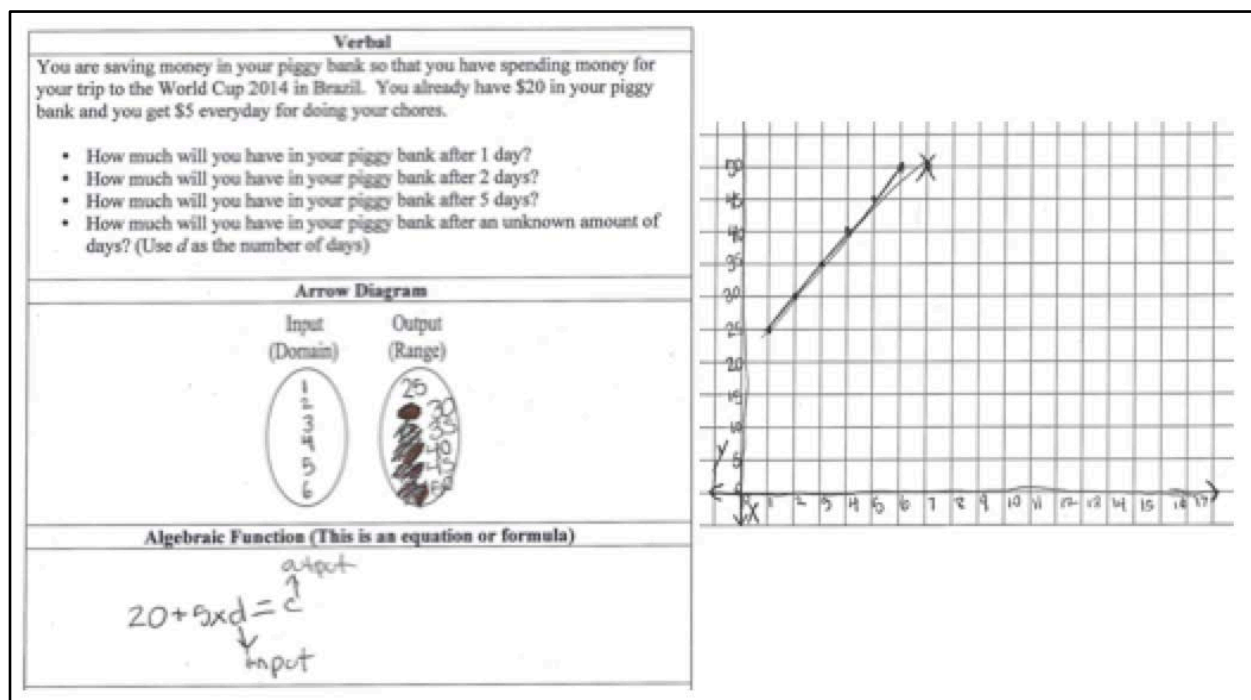 Verbal
You are saving money in your piggy bank so that you have spending money for
your trip to the World Cup 2014 in Brazil. You already have $20 in your piggy
bank and you get $5 everyday for doing your chores.
• How much will you have in your piggy bank after 1 day?
• How much will you have in your piggy bank after 2 days?
• How much will you have in your piggy bank after 5 days?
• How much will you have in your piggy bank after an unknown amount of
days? (Use d as the number of days)
Arrow Diagram
Input Output
(Domain) (Range)
1 25
2 30
3 35
4 40
5 45
6
Algebraic Function (This is an equation or formula)
output
20+5xd=c
input
50
45
40
35
30
25
20
15
10
Y 5
0
X 1 2 3 4 5 6 7 8 9 10 11 12 13 14 15 16 17